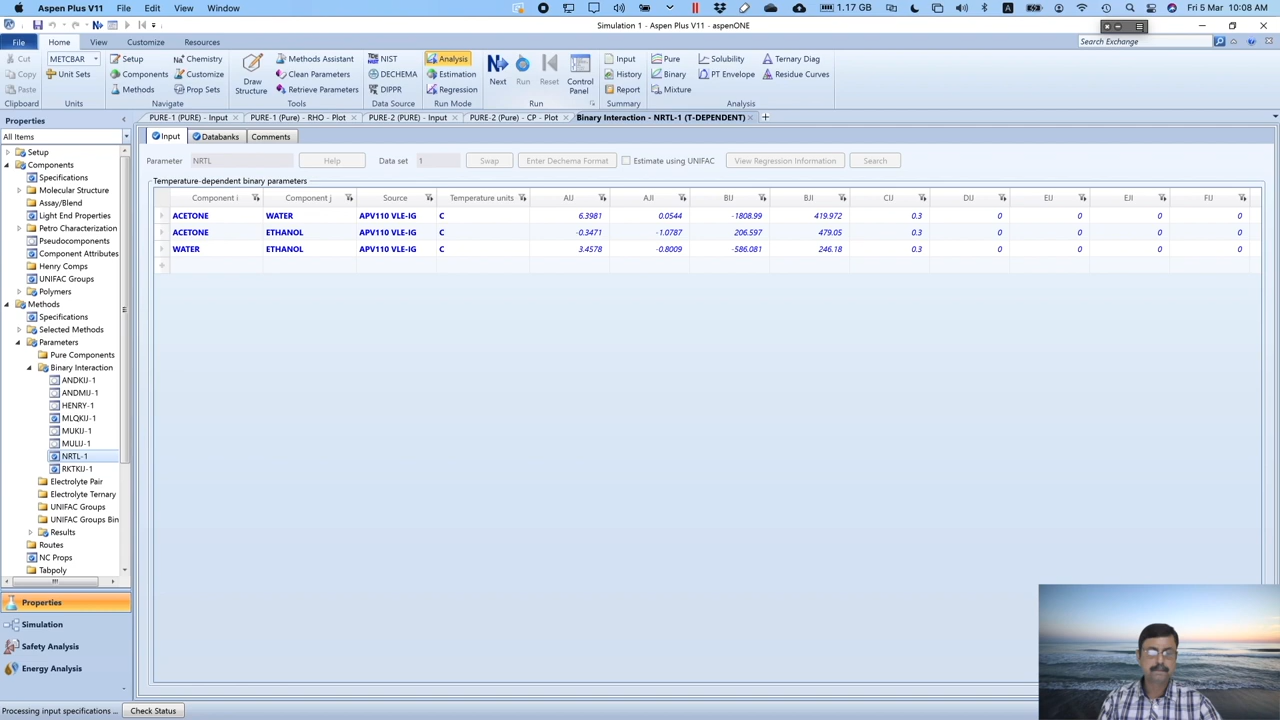 Aspen Plus V11 File Edit Metbar View Window 1.17 GB Fri 5 Mar 10:08 AM
Simulation 1 - Aspen Plus V11 - aspenONE
File Home View Customize Resources Search Exchange
Cut METCBAR Setup Chemistry Methods Assistant NIST Analysis Input Pure Solubility Ternary Diag
Copy Unit Sets Components Customize Clean Parameters DECHEMA Estimation History Binary PT Envelope Residue Curves
Paste Methods Prop Sets Draw Structure Retrieve Parameters DIPPR Regression Next Run Reset Control Panel Report Mixture
Clipboard Units Navigate Tools Data Source Run Mode Run Summary Analysis
Properties PURE-1 (PURE) - Input PURE-1 (Pure) - RHO - Plot PURE-2 (PURE) - Input PURE-2 (Pure) - CP - Plot Binary Interaction - NRTL-1 (T-DEPENDENT)
All Items Input Databanks Comments
Setup
Components
Specifications
Molecular Structure
Assay/Blend
Light End Properties
Petro Characterization
Pseudocomponents
Component Attributes
Henry Comps
UNIFAC Groups
Polymers
Methods
Specifications
Selected Methods
Parameters
Pure Components
Binary Interaction
ANDKIJ-1
ANDMIJ-1
HENRY-1
MLQKIJ-1
MUKIJ-1
MULIJ-1
NRTL-1
RKTKIJ-1
Electrolyte Pair
Electrolyte Ternary
UNIFAC Groups
UNIFAC Groups Bin
Results
Routes
NC Props
Tabpoly
Properties
Simulation
Safety Analysis
Energy Analysis
Parameter NRTL Help Data set 1 Swap Enter Dechema Format Estimate using UNIFAC View Regression Information Search
Temperature-dependent binary parameters
Component i Component j Source Temperature units AIJ AJI BIJ BJI CIJ DIJ EIJ EJI FIJ
ACETONE WATER APV110 VLE-IG C 6.3981 0.0544 -1808.99 419.972 0.3 0 0 0 0
ACETONE ETHANOL APV110 VLE-IG C -0.3471 -1.0787 206.597 479.05 0.3 0 0 0 0
WATER ETHANOL APV110 VLE-IG C 3.4578 -0.8009 -586.081 246.18 0.3 0 0 0 0
Processing input specifications ... Check Status